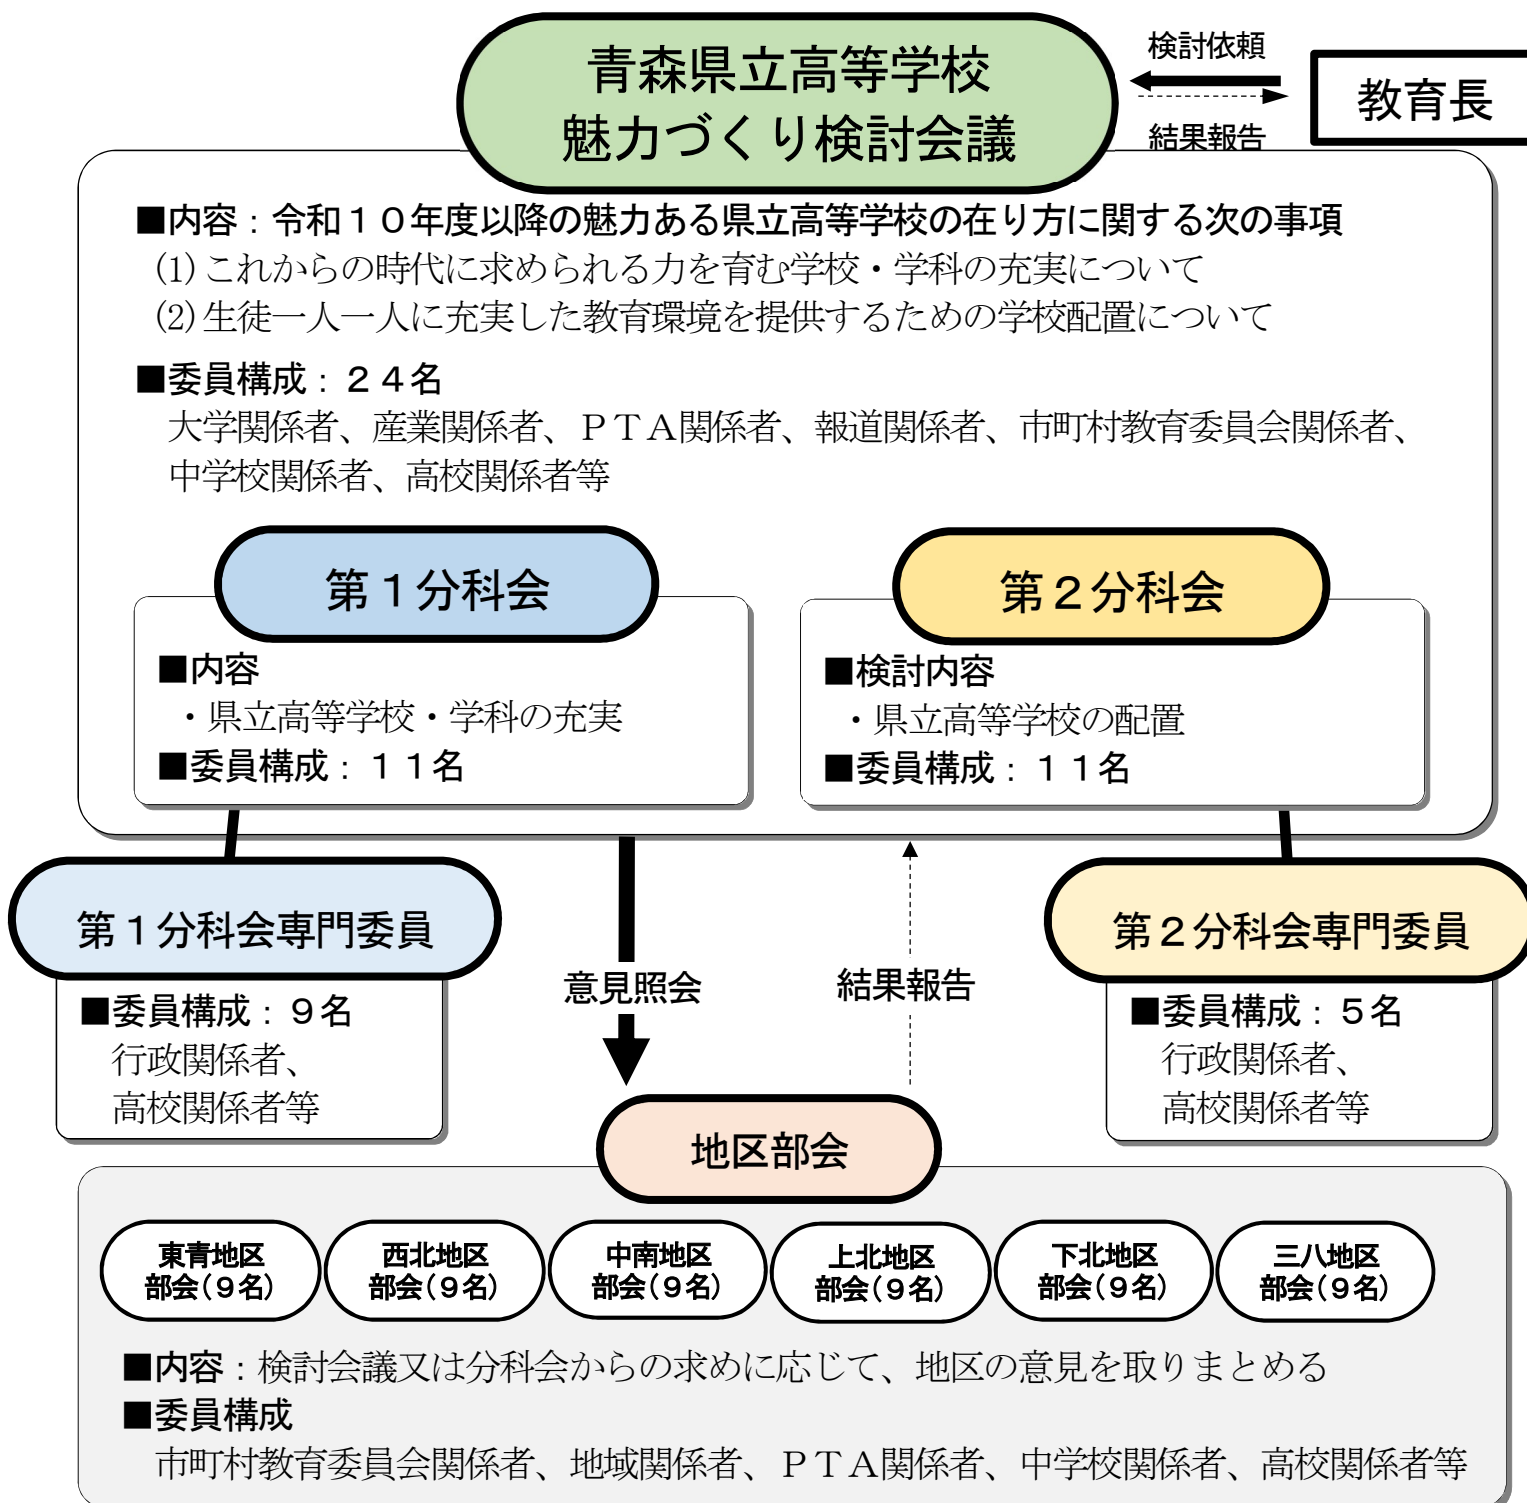 青森県立高等学校
魅力づくり検討会議
検討依頼
結果報告
教育長
■内容：令和１０年度以降の魅力ある県立高等学校の在り方に関する次の事項
(1)これからの時代に求められる力を育む学校・学科の充実について
(2)生徒一人一人に充実した教育環境を提供するための学校配置について
■委員構成：２４名
大学関係者、産業関係者、ＰＴＡ関係者、報道関係者、市町村教育委員会関係者、
中学校関係者、高校関係者等
第１分科会
■内容
・県立高等学校・学科の充実
■委員構成：１１名
第２分科会
■検討内容
・県立高等学校の配置
■委員構成：１１名
第１分科会専門委員
■委員構成：９名
行政関係者、
高校関係者等
意見照会
結果報告
第２分科会専門委員
■委員構成：５名
行政関係者、
高校関係者等
地区部会
東青地区
部会(９名)
西北地区
部会(９名)
中南地区
部会(９名)
上北地区
部会(９名)
下北地区
部会(９名)
三八地区
部会(９名)
■内容：検討会議又は分科会からの求めに応じて、地区の意見を取りまとめる
■委員構成
市町村教育委員会関係者、地域関係者、ＰＴＡ関係者、中学校関係者、高校関係者等